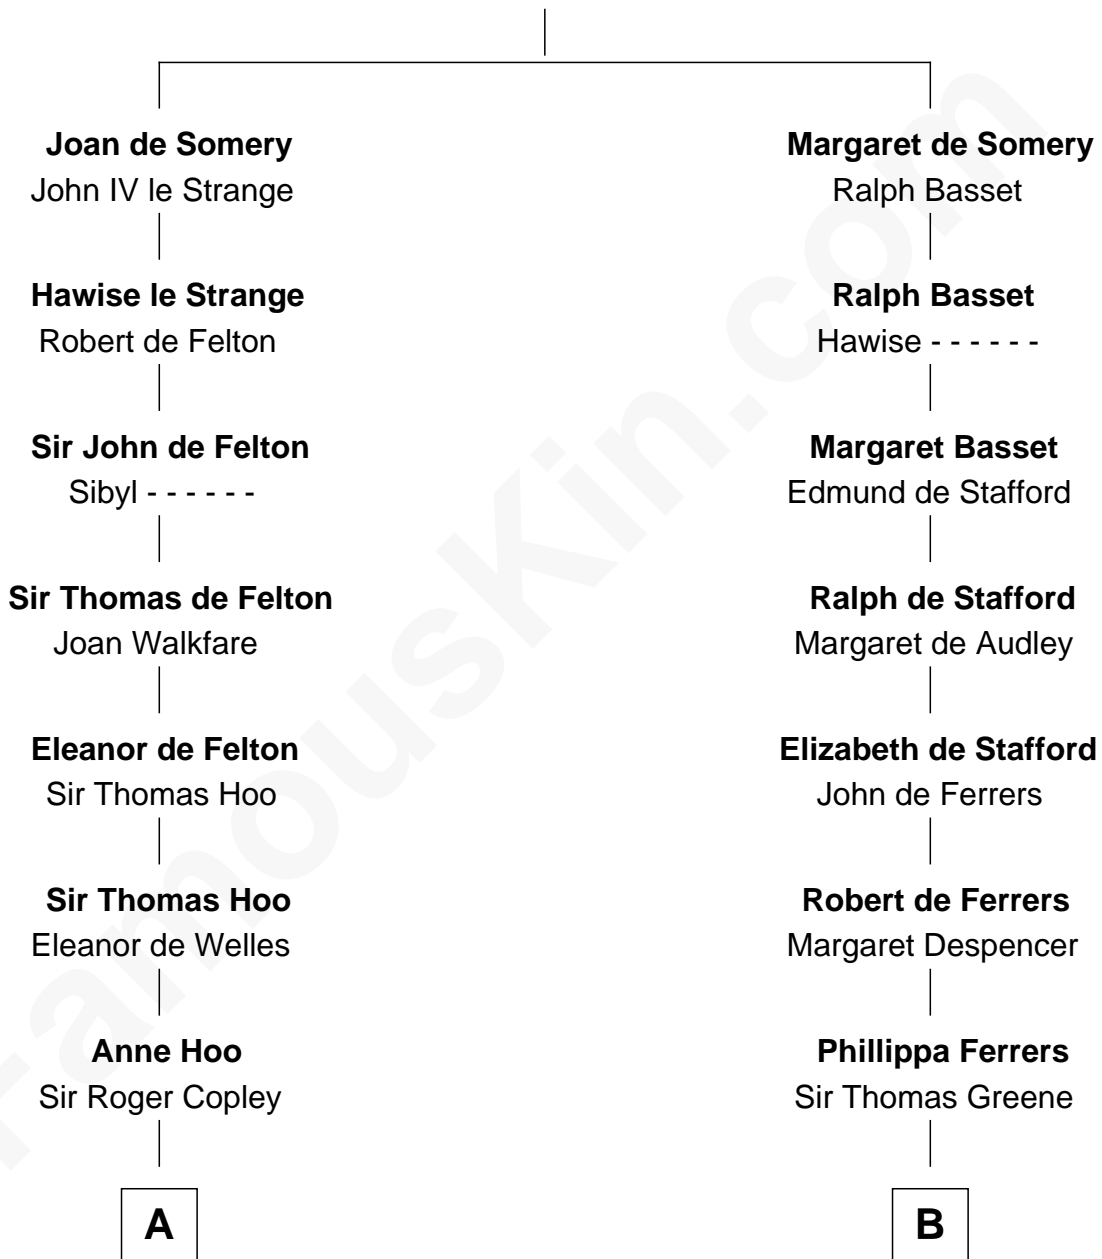 Joan de Somery
John IV le Strange
Hawise le Strange
Robert de Felton
Sir John de Felton
Sibyl - - - - - -
Sir Thomas de Felton
Joan Walkfare
Eleanor de Felton
Sir Thomas Hoo
Sir Thomas Hoo
Eleanor de Welles
Anne Hoo
Sir Roger Copley
A
Margaret de Somery
Ralph Basset
Ralph Basset
Hawise - - - - - -
Margaret Basset
Edmund de Stafford
Ralph de Stafford
Margaret de Audley
Elizabeth de Stafford
John de Ferrers
Robert de Ferrers
Margaret Despencer
Phillippa Ferrers
Sir Thomas Greene
B
FamousKin.com